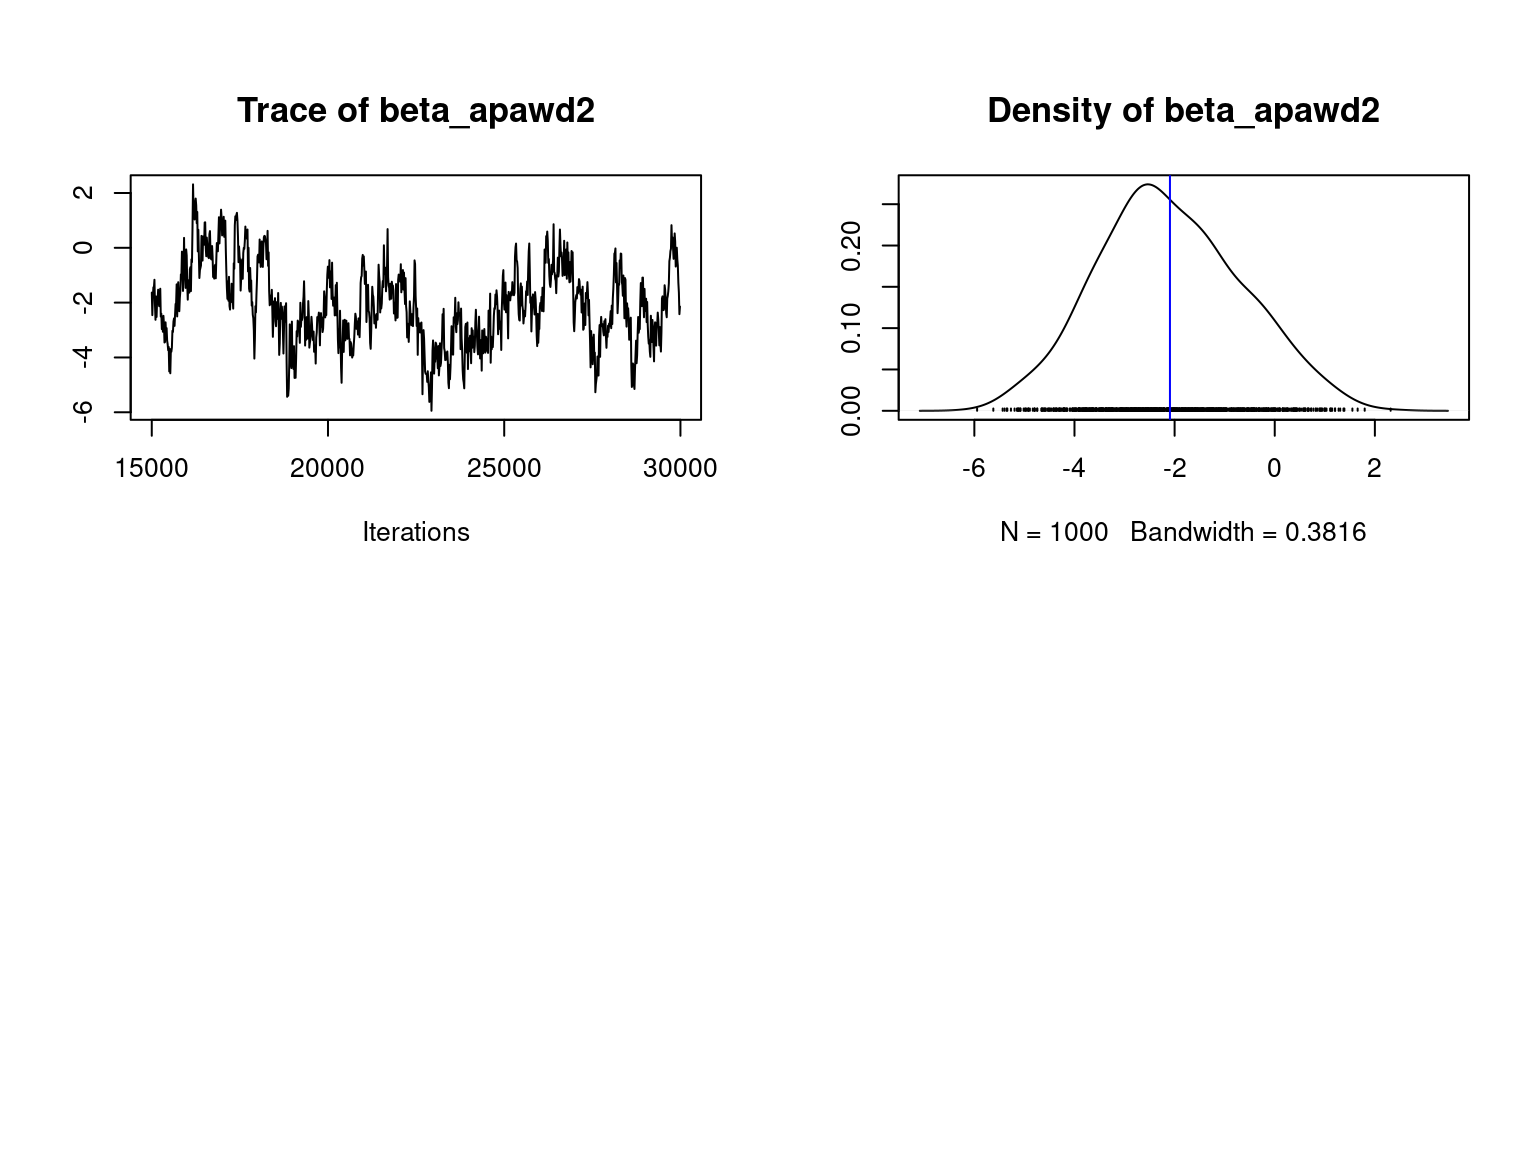 Trace of beta_apawd2
2
0
-2
-4
-6
15000 20000 25000 30000
Iterations
Density of beta_apawd2
0.20
0.10
0.00
-6 -4 -2 0 2
N = 1000 Bandwidth = 0.3816